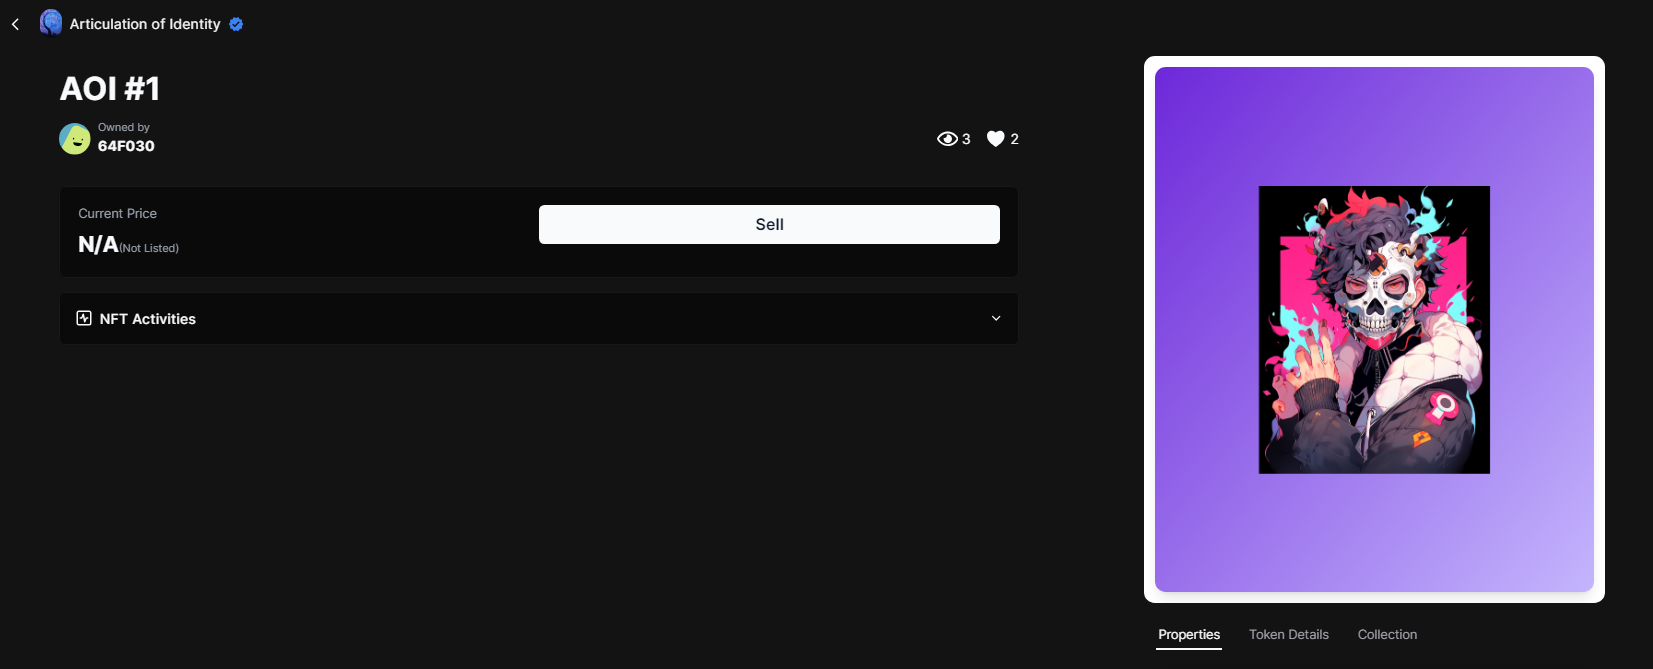 Articulation of Identity
AOI #1
Owned by
64F030
3
2
Current Price
N/A(Not Listed)
Sell
NFT Activities
Properties
Token Details
Collection